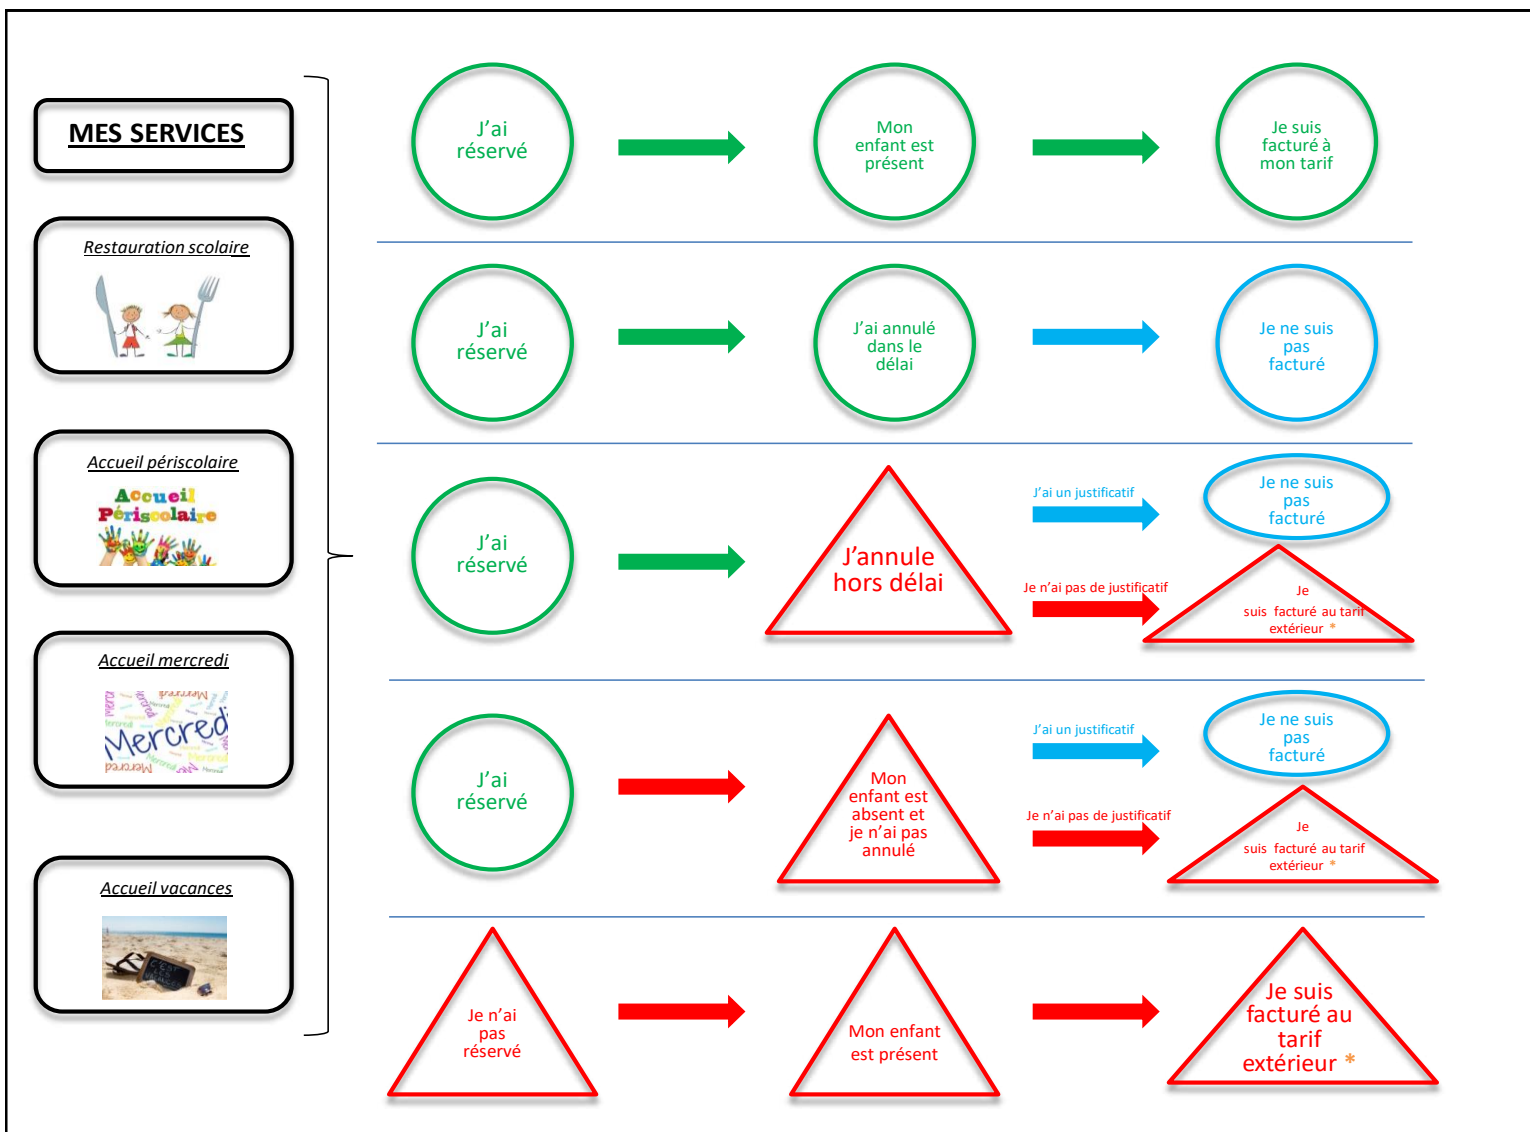 MES SERVICES
Restauration scolaire
Accueil périscolaire
Accueil
Périscolaire
Accueil mercredi
Mercredi
Accueil vacances
C'EST
LES
J'ai
réservé
Mon
enfant est
présent
Je suis
facturé à
mon tarif
J'ai
réservé
J'ai annulé
dans le
délai
Je ne suis
pas
facturé
J'ai
réservé
J'annule
hors délai
J'ai un justificatif
Je ne suis
pas
facturé
Je n'ai pas de justificatif
Je
suis facturé au tarif
extérieur *
J'ai
réservé
Mon
enfant est
absent et
je n'ai pas
annulé
J'ai un justificatif
Je ne suis
pas
facturé
Je n'ai pas de justificatif
Je
suis facturé au tarif
extérieur *
Je n'ai
pas
réservé
Mon enfant
est présent
Je suis
facturé au
tarif
extérieur *